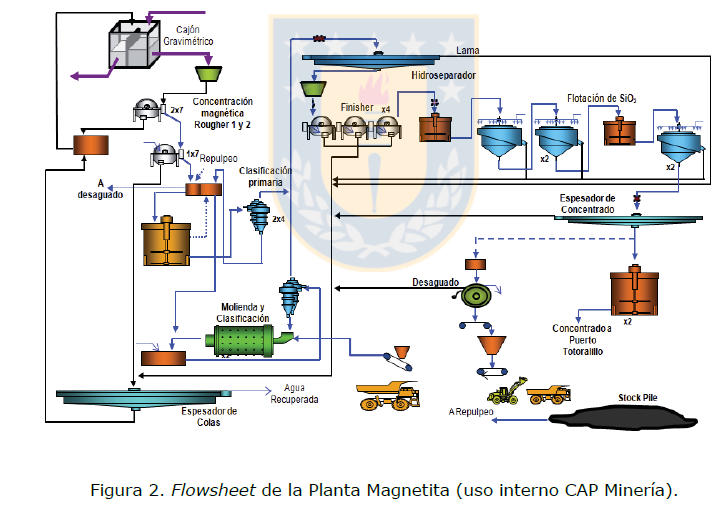 Cajón
Gravimétrico
Concentración
magnética
Rougher 1 y 2
2x7
1x7
Repulpeo
A
desaguado
Clasificación
primaria
2x4
Molienda y
Clasificación
Espesador de
Colas
Agua
Recuperada
Lama
Hidroseparador
Finisher
x4
Flotación de SiO₂
x2
x2
Espesador de
Concentrado
Desaguado
x2
Concentrado a
Puerto
Totoralillo
A Repulpeo
Stock Pile
Figura 2. Flowsheet de la Planta Magnetita (uso interno CAP Minería).